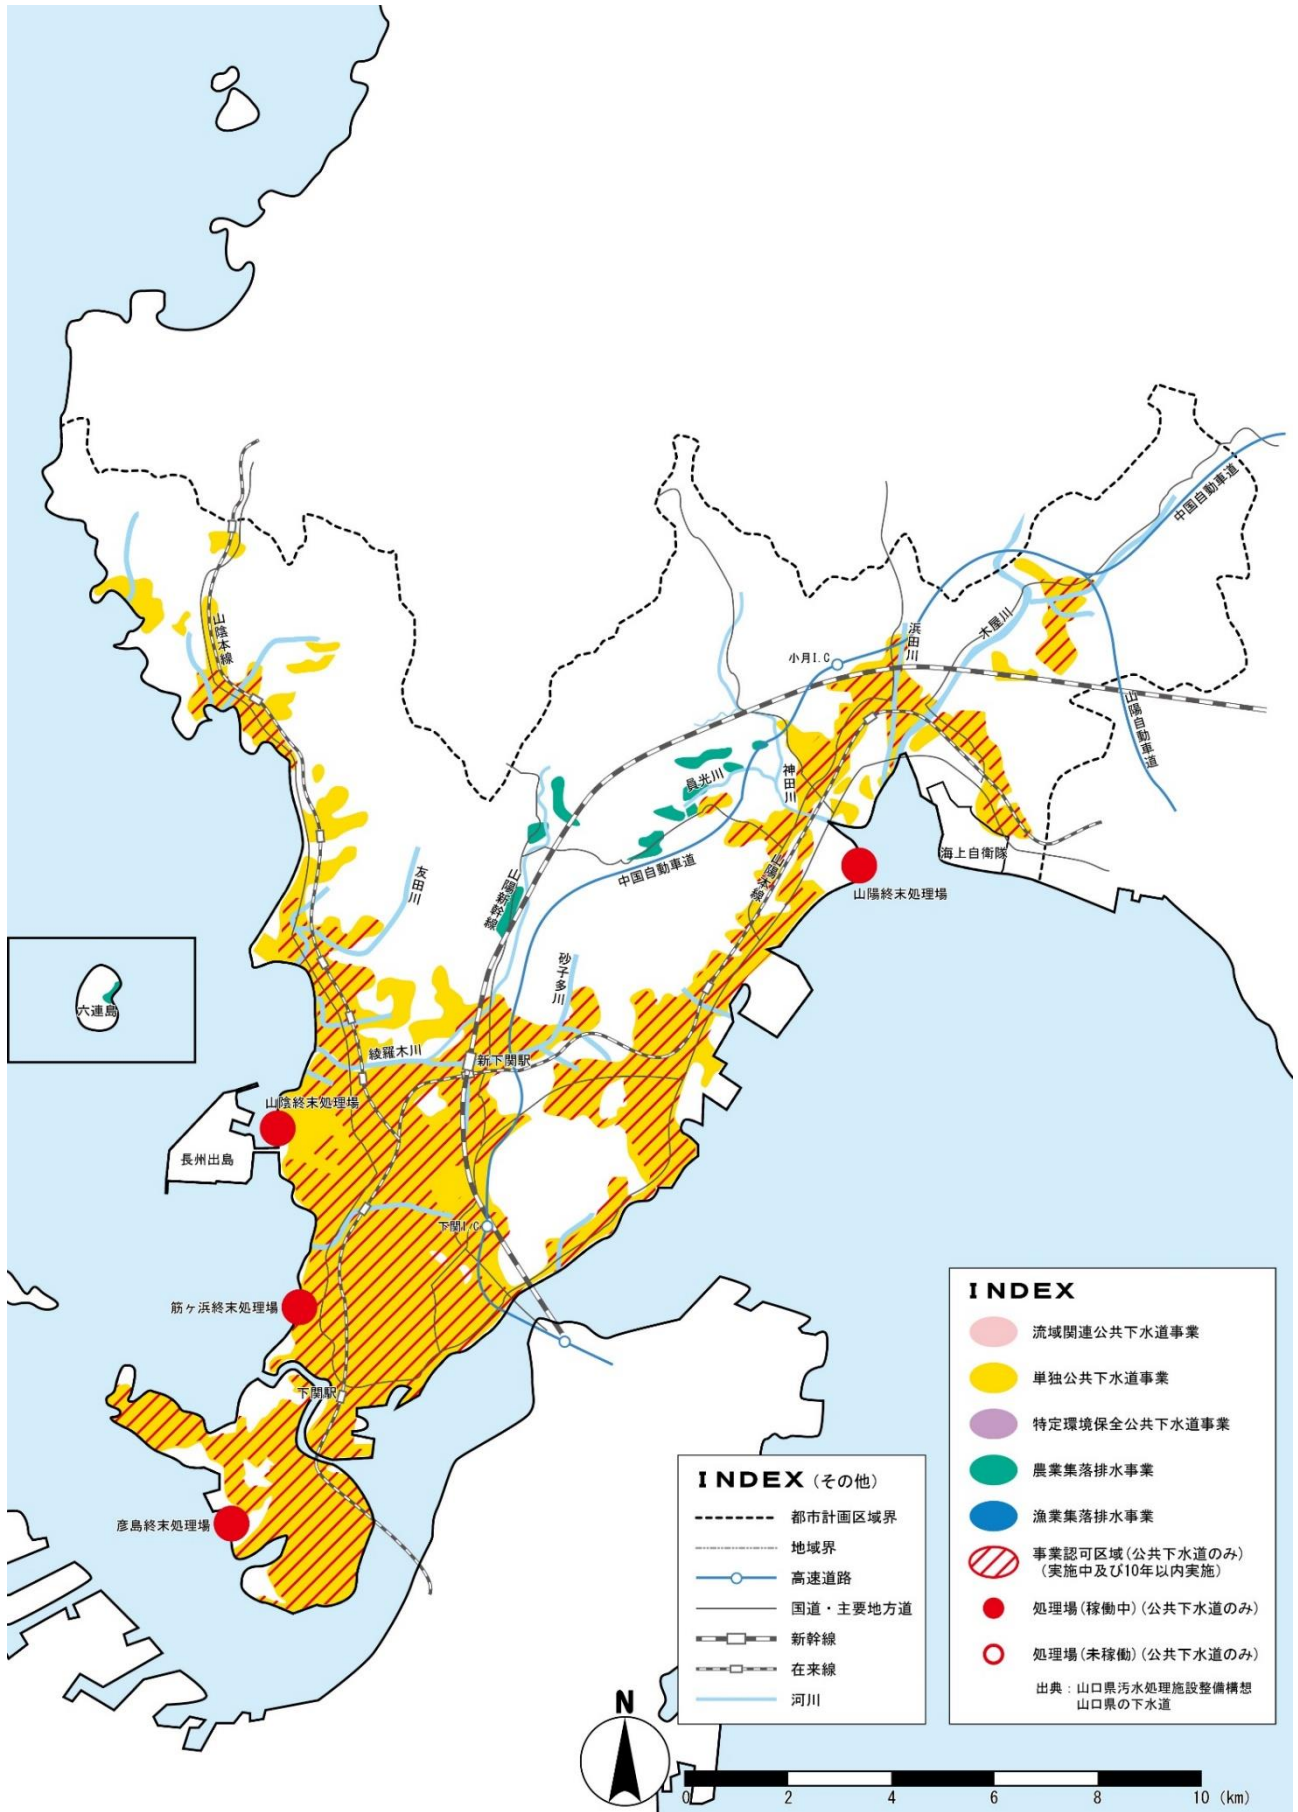 中国自動車道
木屋川
浜田川
小月I.C
山陰本線
山陽自動車道
員光川
神田川
中国自動車道
山陽本線
海上自衛隊
山陽終末処理場
友田川
山陽新幹線
砂子多川
六連島
綾羅木川
新下関駅
山陰終末処理場
長州出島
下関I.C
筋ヶ浜終末処理場
下関駅
彦島終末処理場
INDEX
流域関連公共下水道事業
単独公共下水道事業
特定環境保全公共下水道事業
農業集落排水事業
漁業集落排水事業
事業認可区域(公共下水道のみ)
(実施中及び10年以内実施)
処理場(稼働中)(公共下水道のみ)
処理場(未稼働)(公共下水道のみ)
出典：山口県汚水処理施設整備構想
山口県の下水道
INDEX(その他)
都市計画区域界
地域界
高速道路
国道・主要地方道
新幹線
在来線
河川
N
0 2 4 6 8 10 (km)